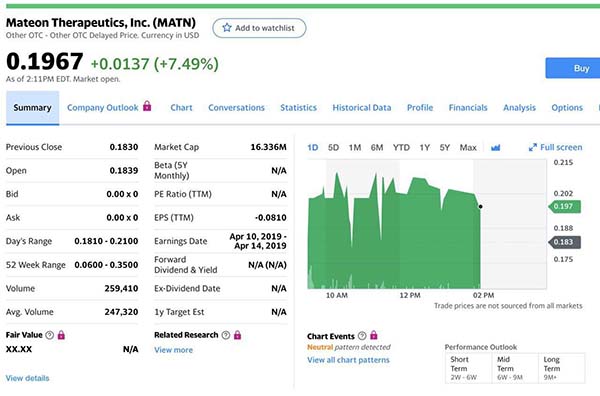 Mateon Therapeutics, Inc. (MATN)
Other OTC - Other OTC Delayed Price. Currency in USD
Add to watchlist
0.1967 +0.0137 (+7.49%)
As of 2:11PM EDT. Market open.
Buy
Summary Company Outlook Chart Conversations Statistics Historical Data Profile Financials Analysis Options
Previous Close 0.1830
Open 0.1839
Bid 0.00 x 0
Ask 0.00 x 0
Day's Range 0.1810 - 0.2100
52 Week Range 0.0600 - 0.3500
Volume 259,410
Avg. Volume 247,320
Fair Value
XX.XX N/A
View details
Market Cap 16.336M
Beta (5Y
Monthly) N/A
PE Ratio (TTM) N/A
EPS (TTM) -0.0810
Earnings Date Apr 10, 2019 -
Apr 14, 2019
Forward
Dividend & Yield N/A (N/A)
Ex-Dividend Date N/A
1y Target Est N/A
Related Research
View more
1D 5D 1M 6M YTD 1Y 5Y Max Full screen
0.215
0.202
0.197
0.188
0.183
0.175
10 AM 12 PM 02 PM
Trade prices are not sourced from all markets
Chart Events
Neutral pattern detected
View all chart patterns
Performance Outlook
Short
Term
2W - 6W
Mid
Term
6W - 9M
Long
Term
9M+